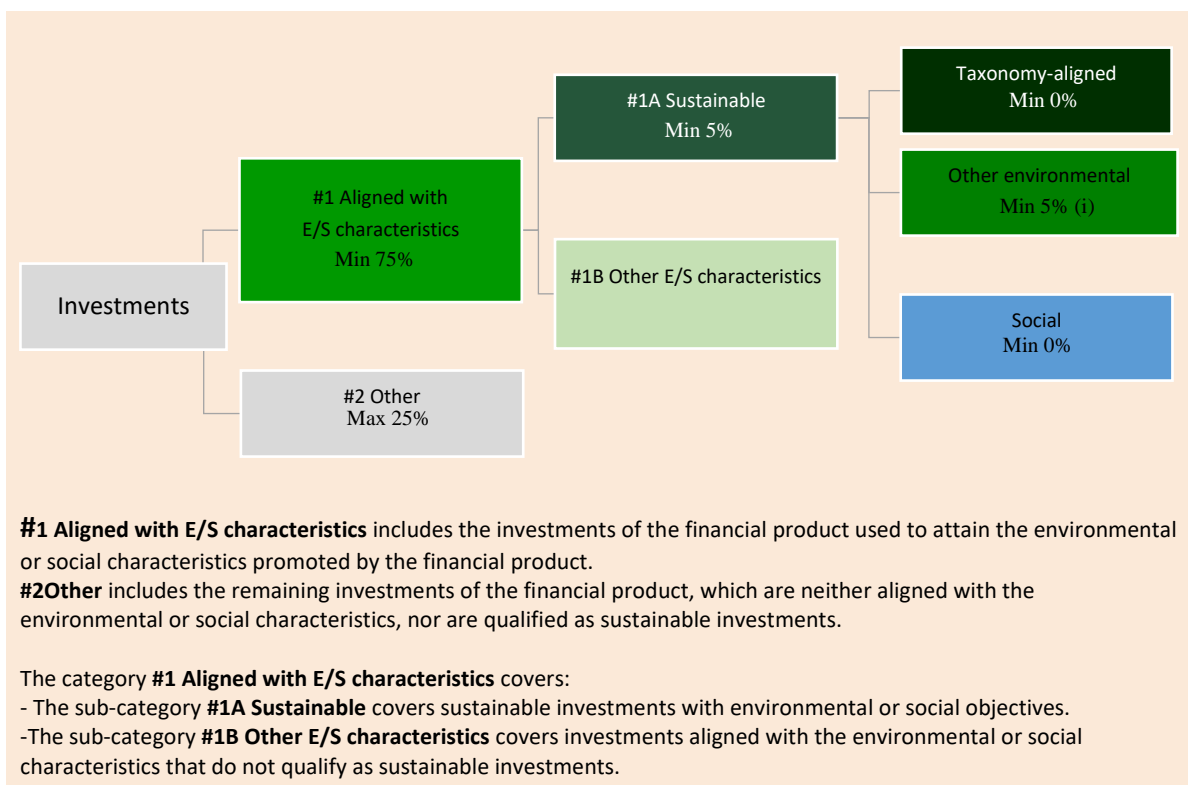 Taxonomy-aligned
Min 0%
#1A Sustainable
Min 5%
Other environmental
Min 5% (i)
#1 Aligned with
E/S characteristics
Min 75%
#1B Other E/S characteristics
Investments
Social
Min 0%
#2 Other
Max 25%
#1 Aligned with E/S characteristics includes the investments of the financial product used to attain the environmental
or social characteristics promoted by the financial product.
#2Other includes the remaining investments of the financial product, which are neither aligned with the
environmental or social characteristics, nor are qualified as sustainable investments.
The category #1 Aligned with E/S characteristics covers:
- The sub-category #1A Sustainable covers sustainable investments with environmental or social objectives.
-The sub-category #1B Other E/S characteristics covers investments aligned with the environmental or social
characteristics that do not qualify as sustainable investments.